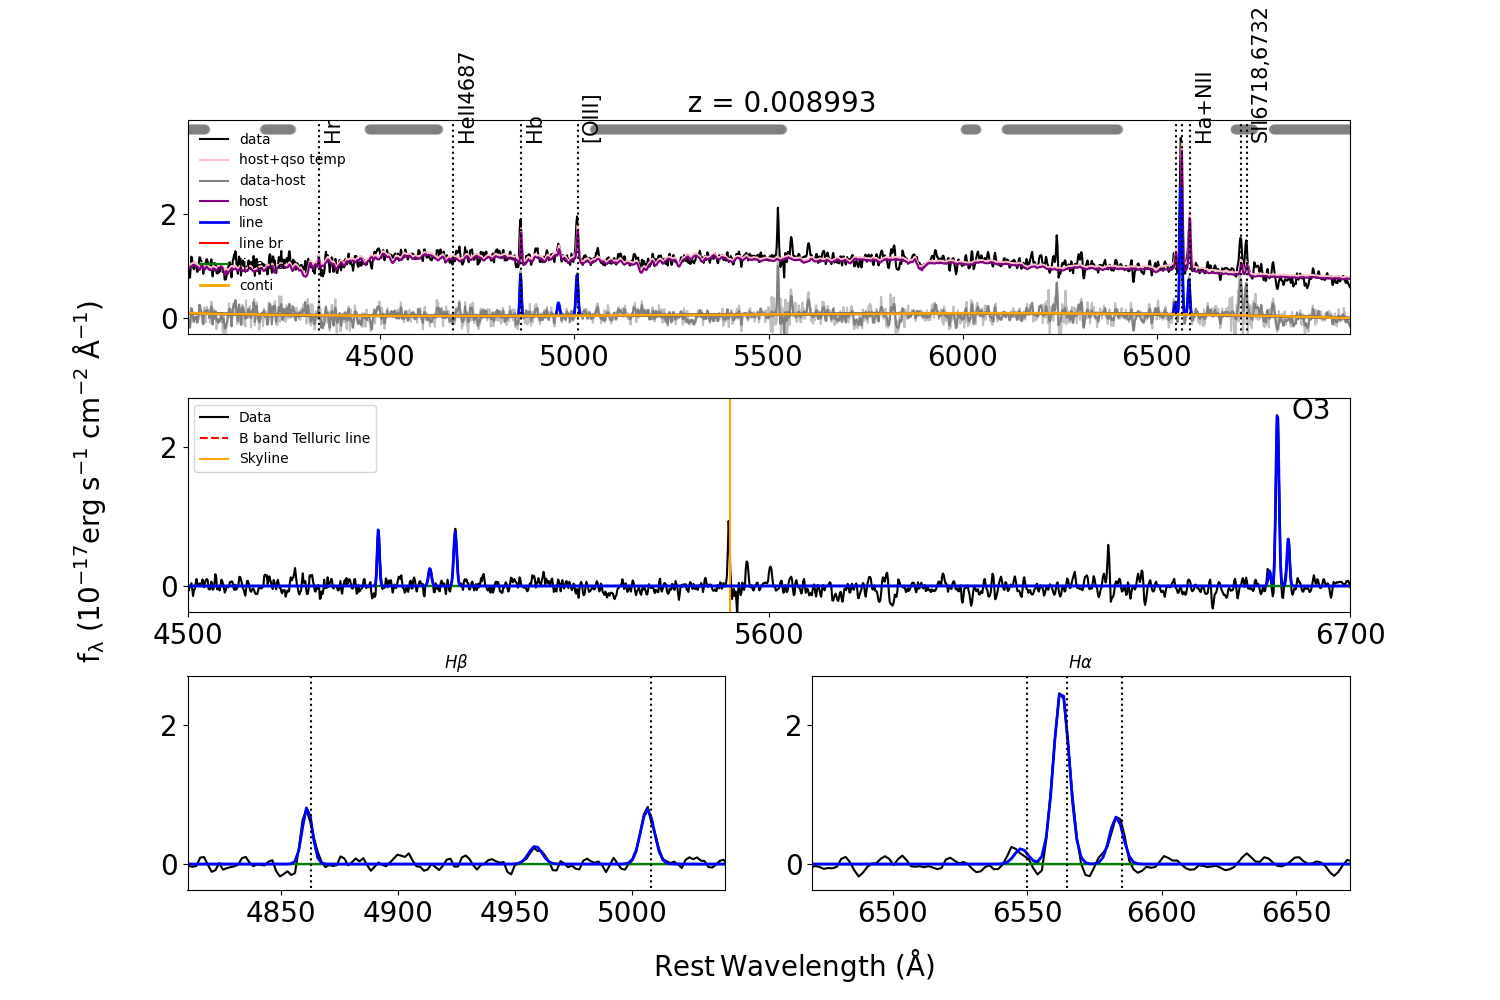 z = 0.008993
Hr
HeII4687
Hb
[OIII]
Ha+NII
SII6718,6732
data
host+qso temp
data-host
host
line
line br
conti
2
0
4500 5000 5500 6000 6500
fλ (10⁻¹⁷erg s⁻¹ cm⁻² Å⁻¹)
Data
B band Telluric line
Skyline
O3
2
0
4500 5600 6700
Hβ
2
0
4850 4900 4950 5000
Hα
2
0
6500 6550 6600 6650
Rest Wavelength (Å)